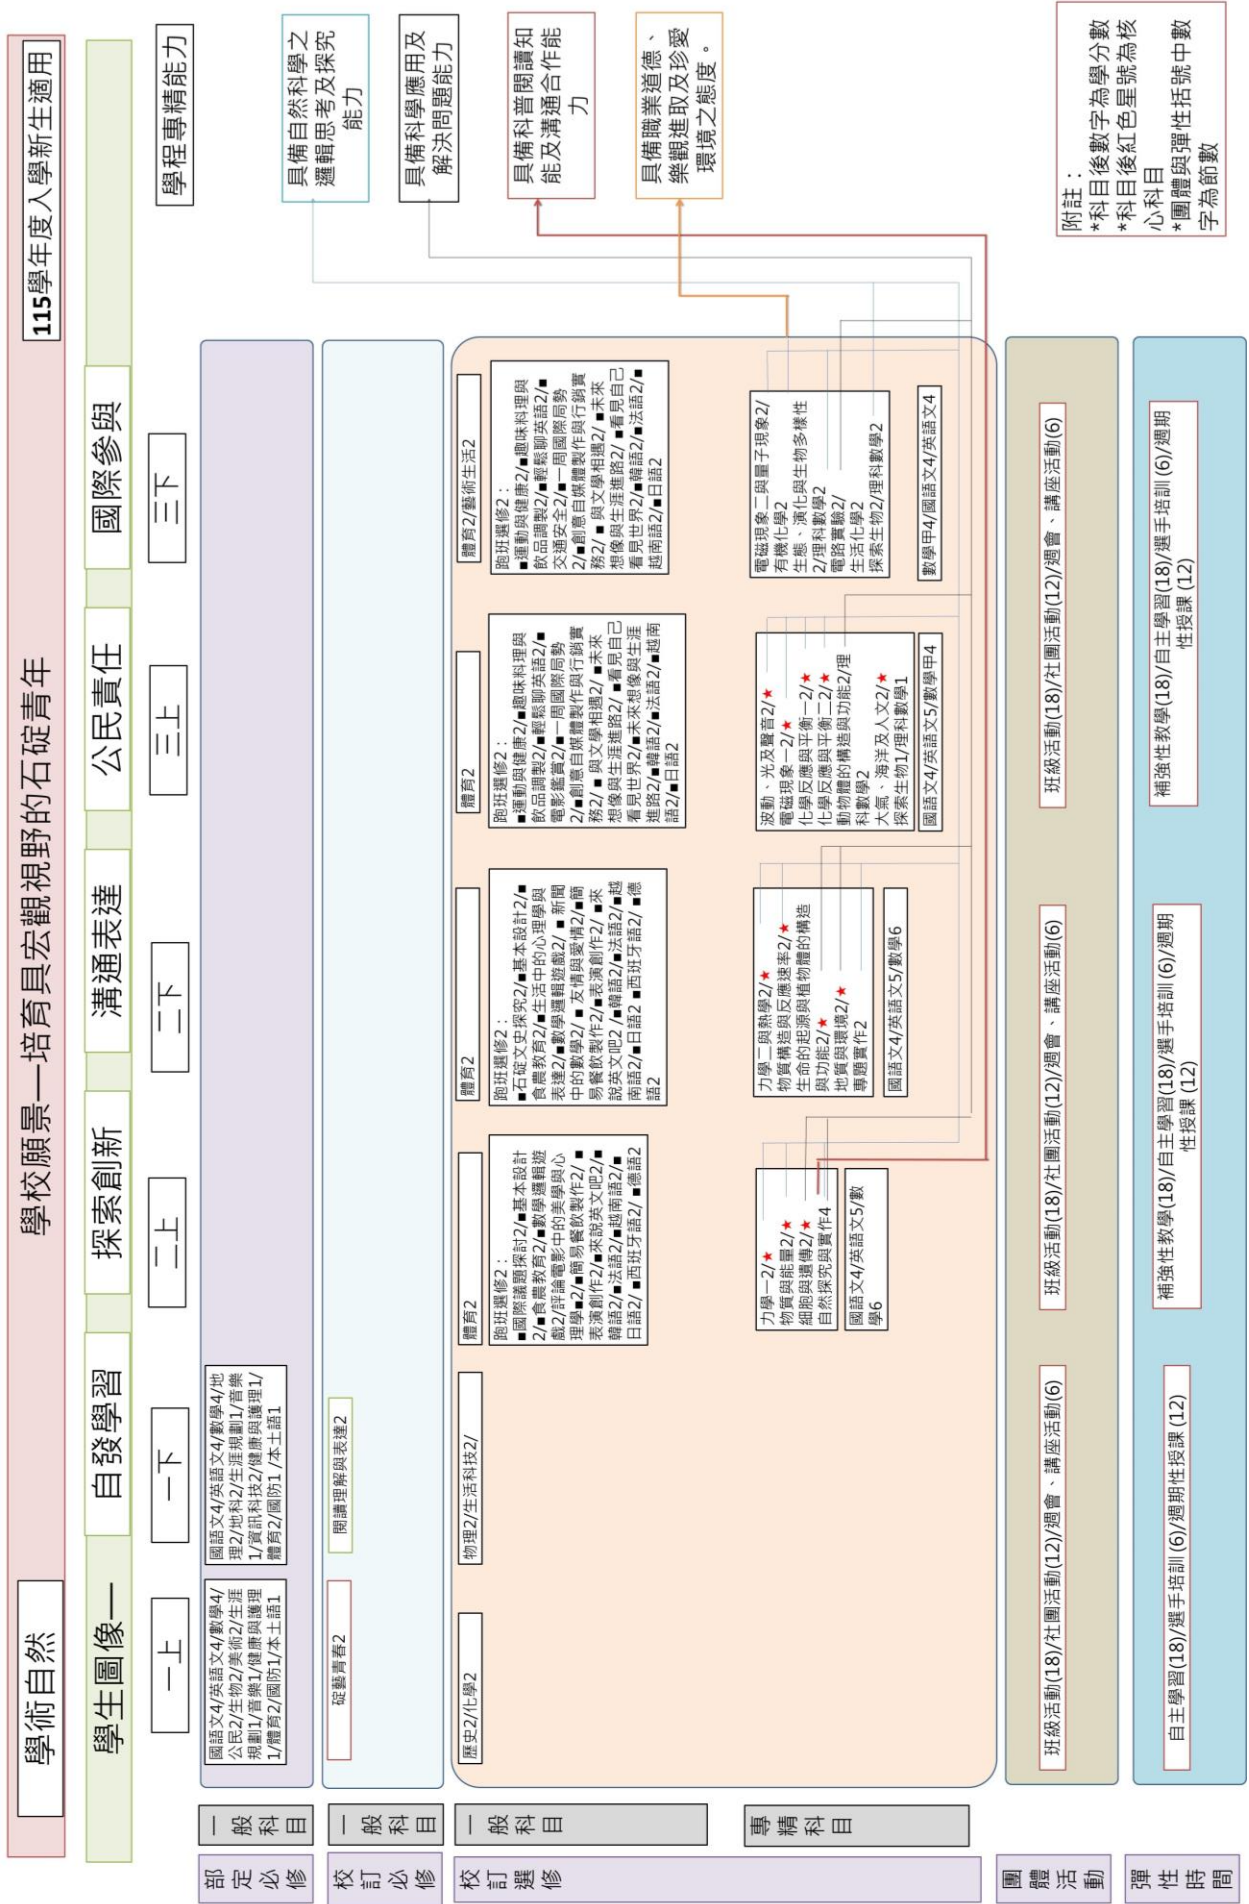 學術自然
學校願景—培育具宏觀視野的石碇青年
115學年度入學新生適用
學生圖像—
自發學習
探索創新
溝通表達
公民責任
國際參與
一上
一下
二上
二下
三上
三下
學程專精能力
部定必修
一般科目
國語文4/英語文4/數學4/
公民2/生物2/美術2/生涯
規劃1/音樂1/健康與護理
1/體育2/國防1/本土語1
國語文4/英語文4/數學4/地
理2/地科2/生涯規劃1/音樂
1/資訊科技2/健康與護理1/
體育2/國防1 /本土語1
校訂必修
一般科目
碇藝青春2
閱讀理解與表達2
校訂選修
一般科目
歷史2/化學2
物理2/生活科技2/
體育2
跑班選修2：
■國際議題探討2/■基本設計
2/■食農教育2/■數學邏輯遊
戲2/評論電影中的美學與心
理學■2/■簡易餐飲製作2/ ■
表演創作2/■來說英文吧2/■
韓語2/■法語2/■越南語2/■
日語2/ ■西班牙語2/ ■德語2
體育2
跑班選修2：
■石碇文史探究2/■基本設計2/■
食農教育2/■生活中的心理學與
表達2/■數學邏輯遊戲2/ ■ 新聞
中的數學2/ ■ 友情與愛情2/■簡
易餐飲製作2/■表演創作2/ ■來
說英文吧2 /■韓語2/■法語2/■越
南語2/■日語2 ■西班牙語2/ ■德
語2
體育2
跑班選修2：
■運動與健康2/■趣味料理與
飲品調製2/■輕鬆聊英語2/■
電影鑑賞2/■一周國際局勢
2/■創意自媒體製作與行銷實
務2/ ■ 與文學相遇2/ ■未來
想像與生涯進路2/ ■看見自己
看見世界2/■未來想像與生涯
進路2/■韓語2/■法語2/■越南
語2/■日語2
體育2/藝術生活2
跑班選修2：
■運動與健康2/■趣味料理與
飲品調製2/■輕鬆聊英語2/■
交通安全2/■一周國際局勢
2/■創意自媒體製作與行銷實
務2/ ■ 與文學相遇2/ ■未來
想像與生涯進路2/ ■看見自己
看見世界2/■韓語2/■法語2/■
越南語2/■日語2
專精科目
力學一2/★
物質與能量2/★
細胞與遺傳2/★
自然探究與實作4
國語文4/英語文5/數
學6
力學二與熱學2/★
物質構造與反應速率2/★
生命的起源與植物體的構造
與功能2/★
地質與環境2/★
專題實作2
國語文4/英語文5/數學6
波動、光及聲音2/★
電磁現象一2/★
化學反應與平衡一2/★
化學反應與平衡二2/★
動物體的構造與功能2/理
科數學2
大氣、海洋及人文2/★
探索生物1/理科數學1
國語文4/英語文5/數學甲4
電磁現象二與量子現象2/
有機化學2
生態、演化與生物多樣性
2/理科數學2
電路實驗2/
生活化學2
探索生物2/理科數學2
數學甲4/國語文4/英語文4
具備自然科學之
邏輯思考及探究
能力
具備科學應用及
解決問題能力
具備科普閱讀知
能及溝通合作能
力
具備職業道德、
樂觀進取及珍愛
環境之態度。
團體活動
班級活動(18)/社團活動(12)/週會、講座活動(6)
班級活動(18)/社團活動(12)/週會、講座活動(6)
班級活動(18)/社團活動(12)/週會、講座活動(6)
彈性時間
自主學習(18)/選手培訓 (6)/週期性授課 (12)
補強性教學(18)/自主學習(18)/選手培訓 (6)/週期
性授課 (12)
補強性教學(18)/自主學習(18)/選手培訓 (6)/週期
性授課 (12)
附註：
*科目後數字為學分數
*科目後紅色星號為核
心科目
*團體與彈性括號中數
字為節數